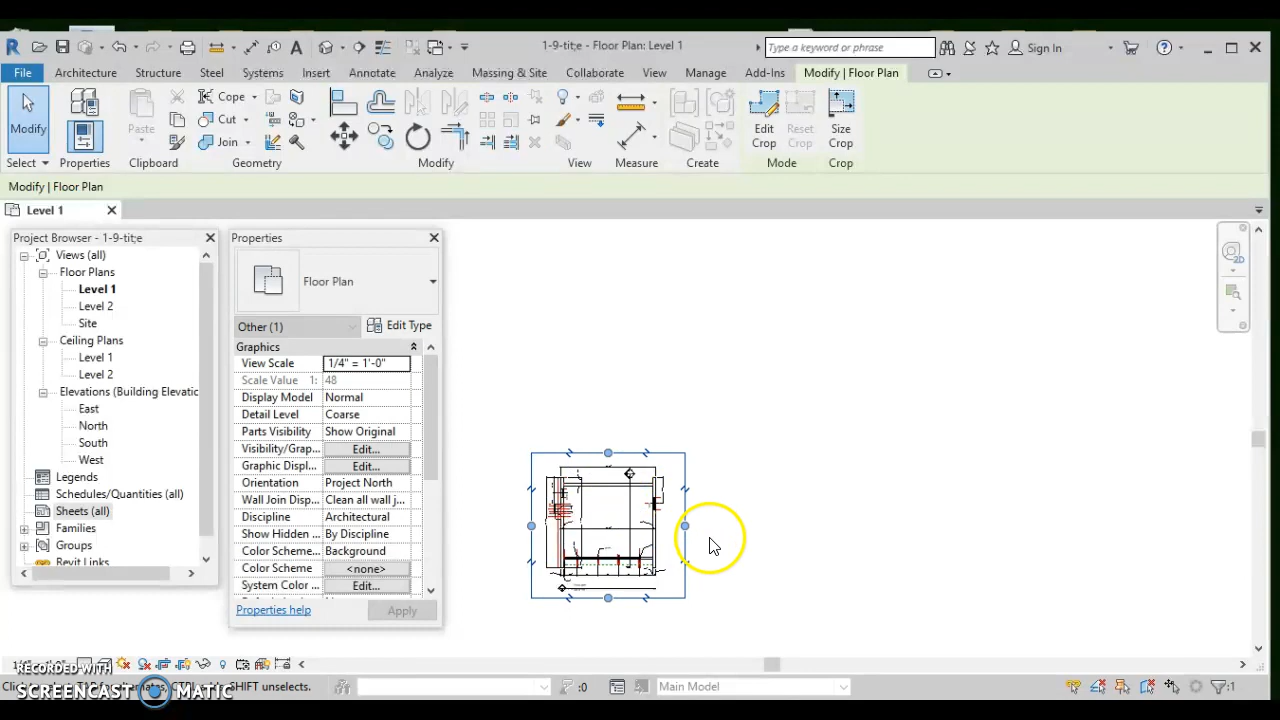 1-9-title - Floor Plan: Level 1
Type a keyword or phrase
Sign In
File
Architecture
Structure
Steel
Systems
Insert
Annotate
Analyze
Massing & Site
Collaborate
View
Manage
Add-Ins
Modify | Floor Plan
Modify
Paste
Cope
Cut
Join
Edit
Crop
Reset
Crop
Size
Crop
Select
Properties
Clipboard
Geometry
Modify
View
Measure
Create
Mode
Crop
Modify | Floor Plan
Level 1
Project Browser - 1-9-title
Views (all)
Floor Plans
Level 1
Level 2
Site
Ceiling Plans
Level 1
Level 2
Elevations (Building Elevatic
East
North
South
West
Legends
Schedules/Quantities (all)
Sheets (all)
Families
Groups
Revit Links
Properties
Floor Plan
Other (1)
Edit Type
Graphics
View Scale 1/4" = 1'-0"
Scale Value 1: 48
Display Model Normal
Detail Level Coarse
Parts Visibility Show Original
Visibility/Grap... Edit...
Graphic Displ... Edit...
Orientation Project North
Wall Join Disp... Clean all wall j...
Discipline Architectural
Show Hidden ... By Discipline
Color Scheme... Background
Color Scheme <none>
System Color ... Edit...
Properties help
Apply
2D
RECORDED WITH
SCREENCAST MATIC
SHIFT unselects.
:0
Main Model
:1